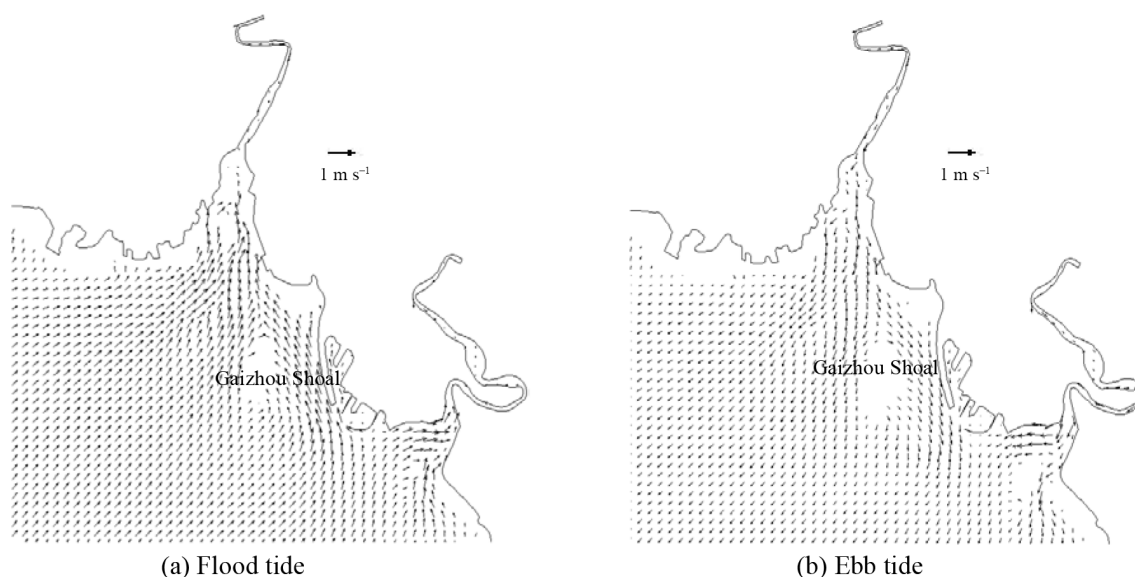 1 m s⁻¹
Gaizhou Shoal
(a) Flood tide
1 m s⁻¹
Gaizhou Shoal
(b) Ebb tide